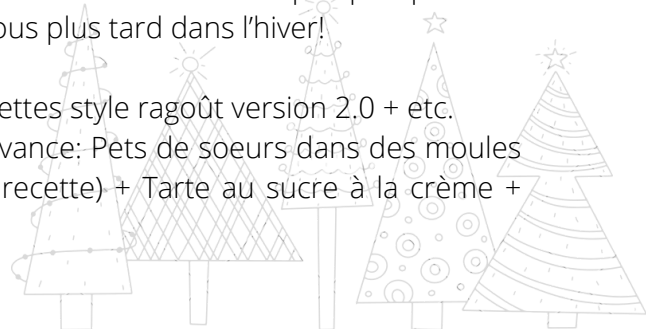 ous plus tard dans l’hiver!
ettes style ragoût version 2.0 + etc.
vance: Pets de soeurs dans des moules
recette) + Tarte au sucre à la crème +